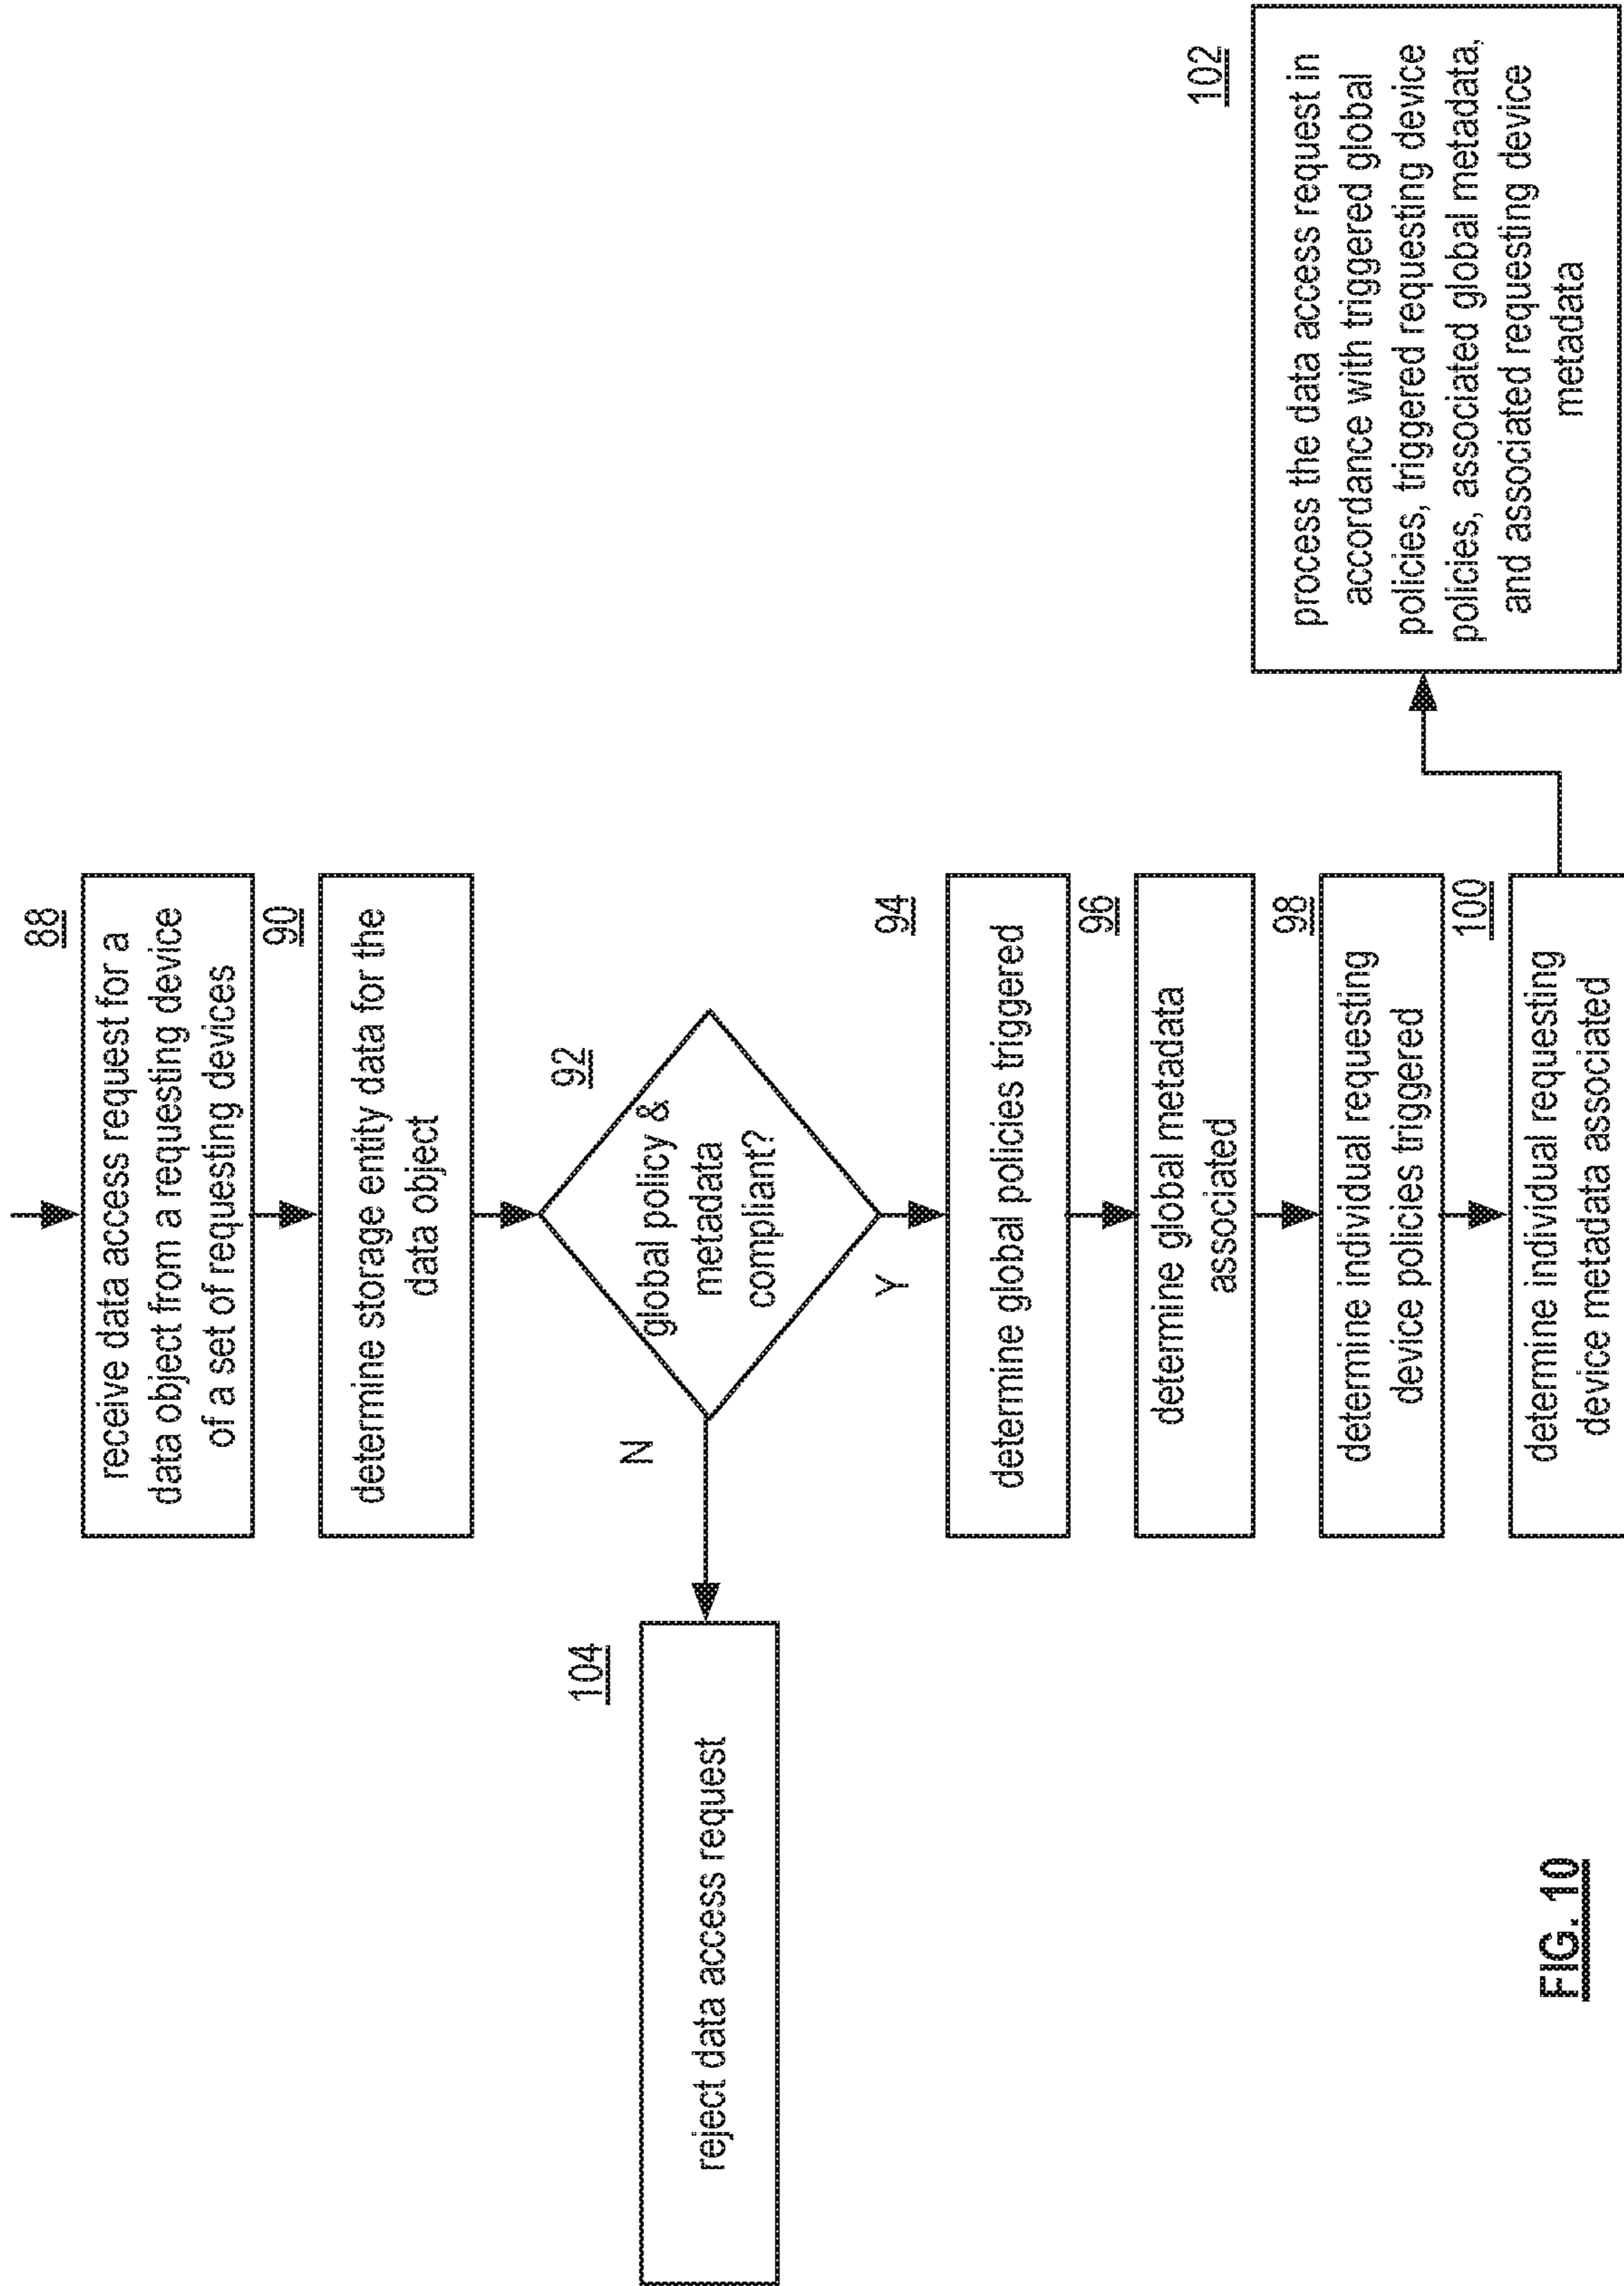 88
receive data access request for a
data object from a requesting device
of a set of requesting devices
90
determine storage entity data for the
data object
92
global policy &
metadata
compliant?
N
Y
104
reject data access request
94
determine global policies triggered
96
determine global metadata
associated
98
determine individual requesting
device policies triggered
100
determine individual requesting
device metadata associated
102
process the data access request in
accordance with triggered global
policies, triggered requesting device
policies, associated global metadata,
and associated requesting device
metadata
FIG. 10